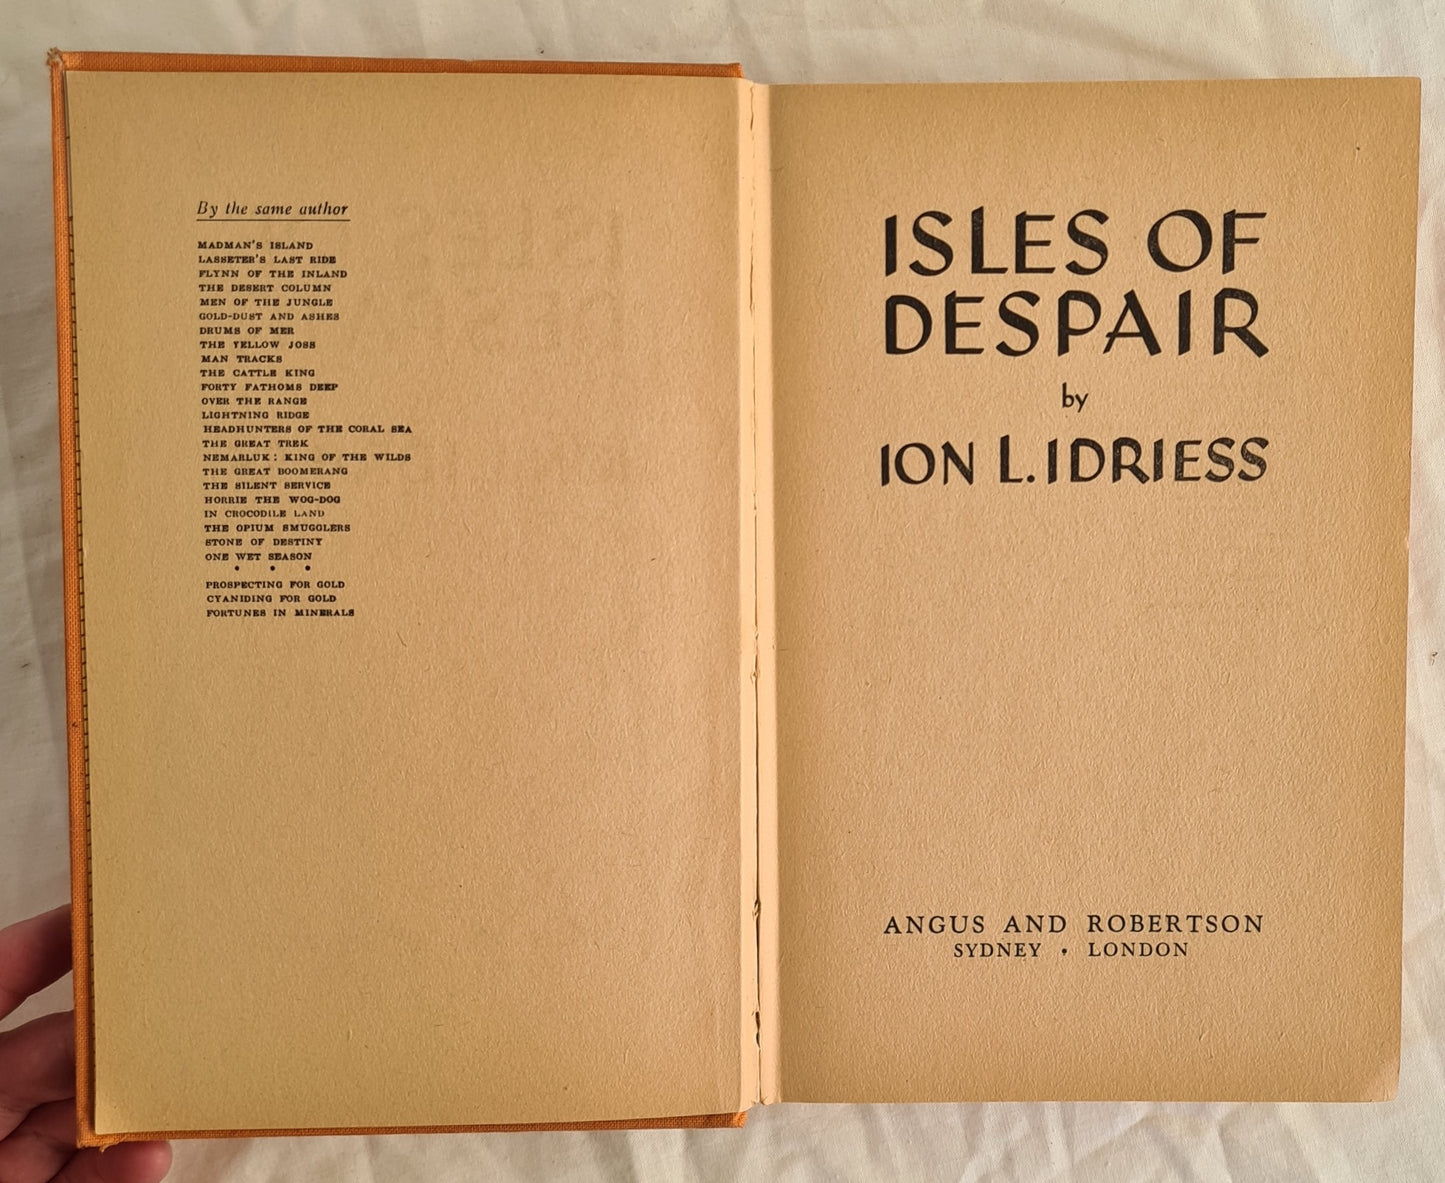 By the same author
MADMAN'S ISLAND
LASSETER'S LAST RIDE
FLYNN OF THE INLAND
THE DESERT COLUMN
MEN OF THE JUNGLE
GOLD-DUST AND ASHES
DRUMS OF MER
THE YELLOW JOSS
MAN TRACKS
THE CATTLE KING
FORTY FATHOMS DEEP
OVER THE RANGE
LIGHTNING RIDGE
HEADHUNTERS OF THE CORAL SEA
THE GREAT TREK
NEMARLUK: KING OF THE WILDS
THE GREAT BOOMERANG
THE SILENT SERVICE
HORRIE THE WOG-DOG
IN CROCODILE LAND
THE OPIUM SMUGGLERS
STONE OF DESTINY
ONE WET SEASON
• • •
PROSPECTING FOR GOLD
CYANIDING FOR GOLD
FORTUNES IN MINERALS
ISLES OF
DESPAIR
by
ION L. IDRIESS
ANGUS AND ROBERTSON
SYDNEY • LONDON